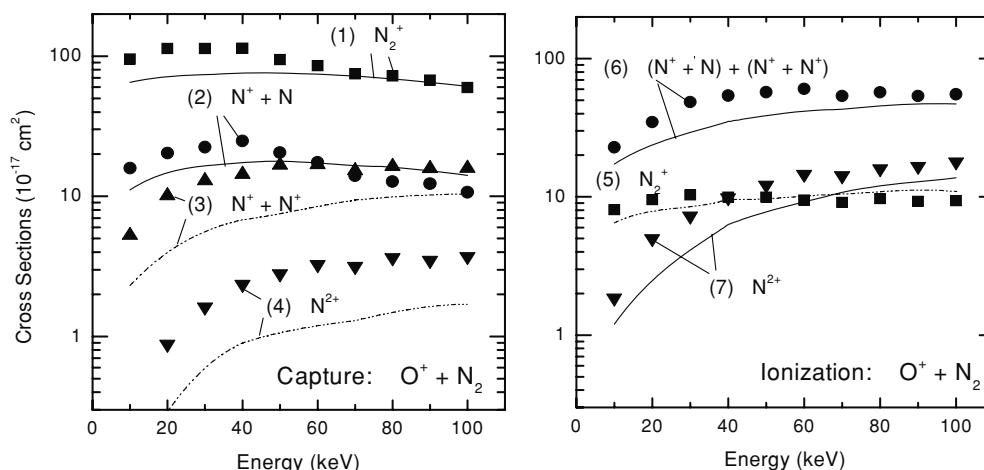 Cross Sections (10⁻¹⁷ cm²)
100
10
1
(1) N₂⁺
(2) N⁺ + N
(3) N⁺ + N⁺
(4) N²⁺
Capture: O⁺ + N₂
0 20 40 60 80 100
Energy (keV)
100
10
1
(6) (N⁺ + N) + (N⁺ + N⁺)
(5) N₂⁺
(7) N²⁺
Ionization: O⁺ + N₂
0 20 40 60 80 100
Energy (keV)